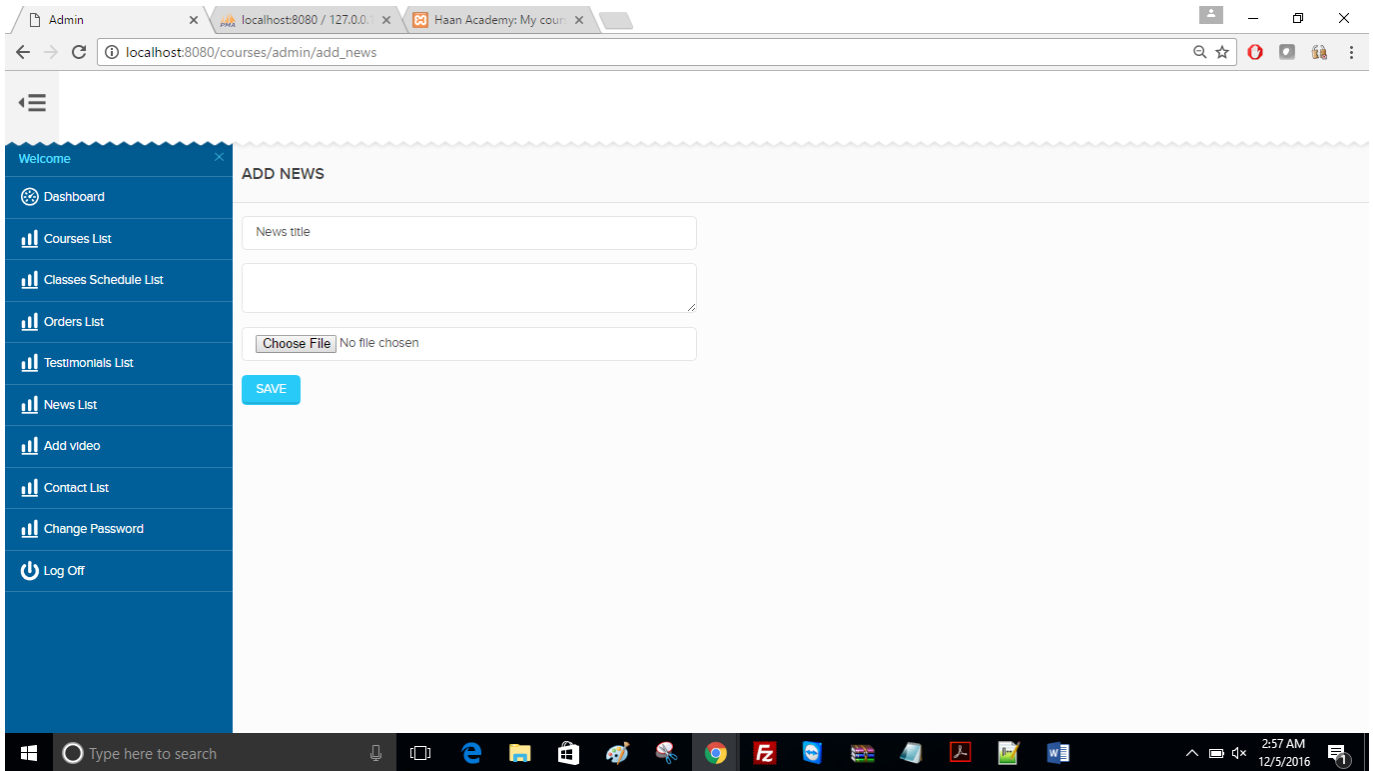 Admin
localhost:8080 / 127.0.0.1
Haan Academy: My cour
localhost:8080/courses/admin/add_news
Welcome
ADD NEWS
Dashboard
Courses List
Classes Schedule List
Orders List
Testimonials List
News List
Add video
Contact List
Change Password
Log Off
News title
Choose File No file chosen
SAVE
Type here to search
2:57 AM
12/5/2016
1